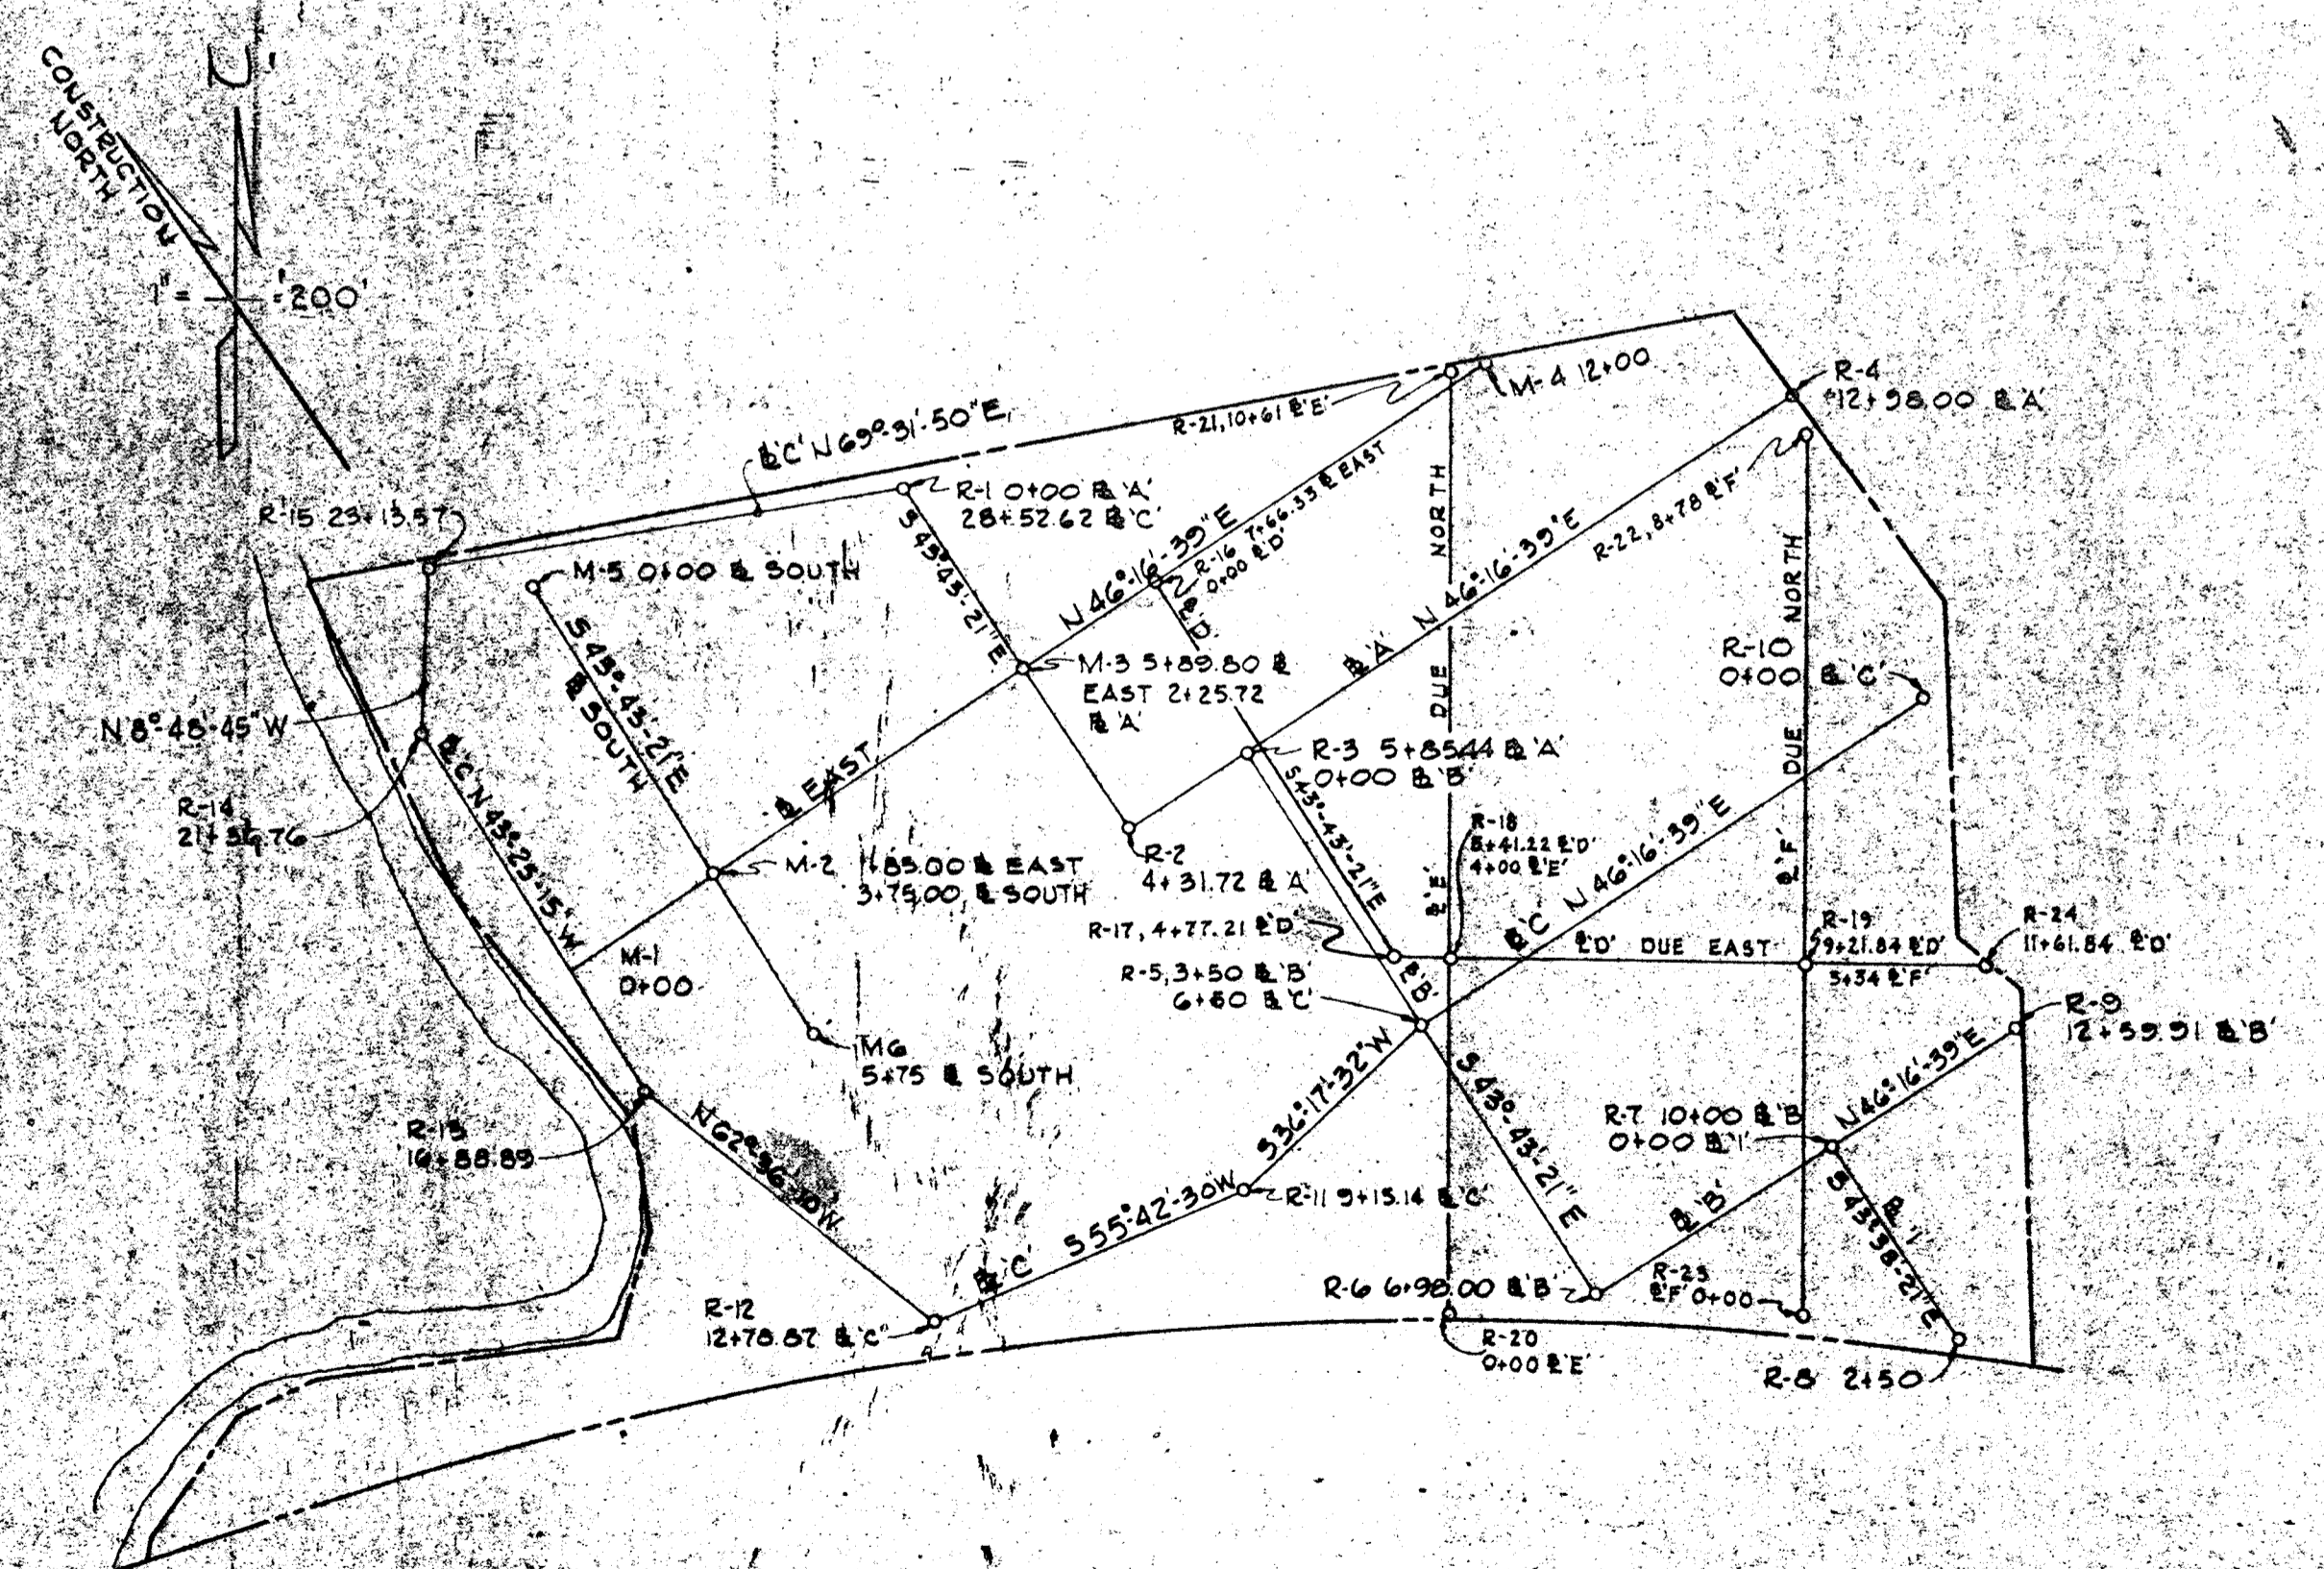 CONSTRUCTION
NORTH
1" = 200'
℄ 'C' N 69°-31'-50" E
R-21, 10+61 ℄ 'E'
M-4 12+00
R-4
12+98.00 ℄ 'A'
R-15 23+13.57
R-1 0+00 ℄ 'A'
28+52.62 ℄ 'C'
M-5 0+00 ℄ SOUTH
S 43°-43'-21" E
N 46°-16'-39" E
R-16 7+66.33 ℄ EAST
0+00 ℄ 'D'
℄ 'D
NORTH
DUE
℄ 'E'
℄ 'A' N 46°-16'-39" E
R-22, 8+78 ℄ 'F'
NORTH
DUE
℄ 'F'
R-10
0+00 ℄ 'C'
S 43°-43'-21" E
℄ SOUTH
M-3 5+89.80 ℄
EAST 2+25.72
℄ 'A'
N 8°-48'-45" W
℄ 'C' N 43°-25'-15" W
R-14
℄ EAST
R-3 5+85.44 ℄ 'A'
0+00 ℄ 'B'
S 43°-43'-21" E
R-2
4+31.72 ℄ 'A'
M-2 1+85.00 ℄ EAST
3+75.00 ℄ SOUTH
R-18
5+41.22 ℄ 'D'
4+00 ℄ 'E'
℄ 'C' N 46°-16'-39" E
R-17, 4+77.21 ℄ 'D'
℄ 'D' DUE EAST
R-19
9+21.84 ℄ 'D'
5+34 ℄ 'F'
R-24
11+61.84 ℄ 'D'
M-1
0+00
R-5, 3+50 ℄ 'B'
6+60 ℄ 'C'
℄ 'B'
R-9
12+59.91 ℄ 'B'
M6
5+75 ℄ SOUTH
R-13
16+88.89
S 36°-17'-32" W
S 43°-43'-21" E
R-7 10+00 ℄ 'B
0+00 ℄ '1'
N 46°-16'-39" E
℄ 'C' S 55°-42'-30 W
R-11 9+15.14 ℄ 'C'
℄ 'B'
℄ '1'
S 43°-38'-21" E
R-12
12+78.87 ℄ 'C'
R-6 6+98.00 ℄ 'B'
R-23
℄ 'F' 0+00
R-20
0+00 ℄ 'E'
R-8 2+50